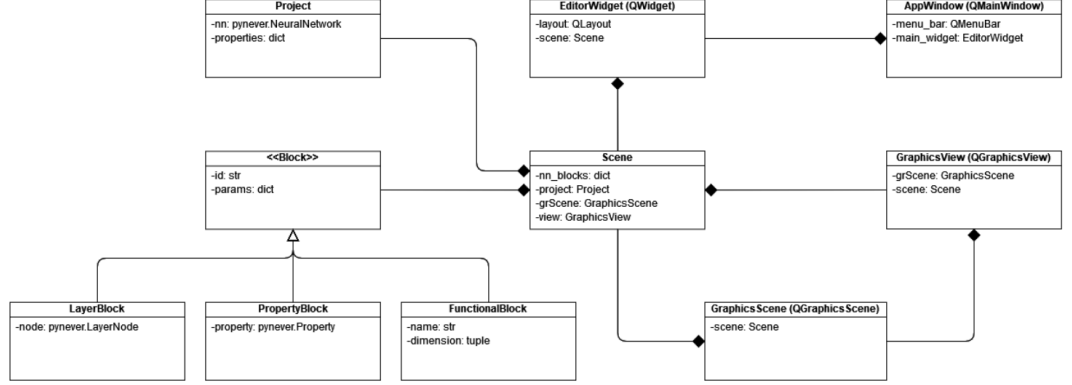 Project
-nn: pynever.NeuralNetwork
-properties: dict
EditorWidget (QWidget)
-layout: QLayout
-scene: Scene
AppWindow (QMainWindow)
-menu_bar: QMenuBar
-main_widget: EditorWidget
<<Block>>
-id: str
-params: dict
Scene
-nn_blocks: dict
-project: Project
-grScene: GraphicsScene
-view: GraphicsView
GraphicsView (QGraphicsView)
-grScene: GraphicsScene
-scene: Scene
LayerBlock
-node: pynever.LayerNode
PropertyBlock
-property: pynever.Property
FunctionalBlock
-name: str
-dimension: tuple
GraphicsScene (QGraphicsScene)
-scene: Scene